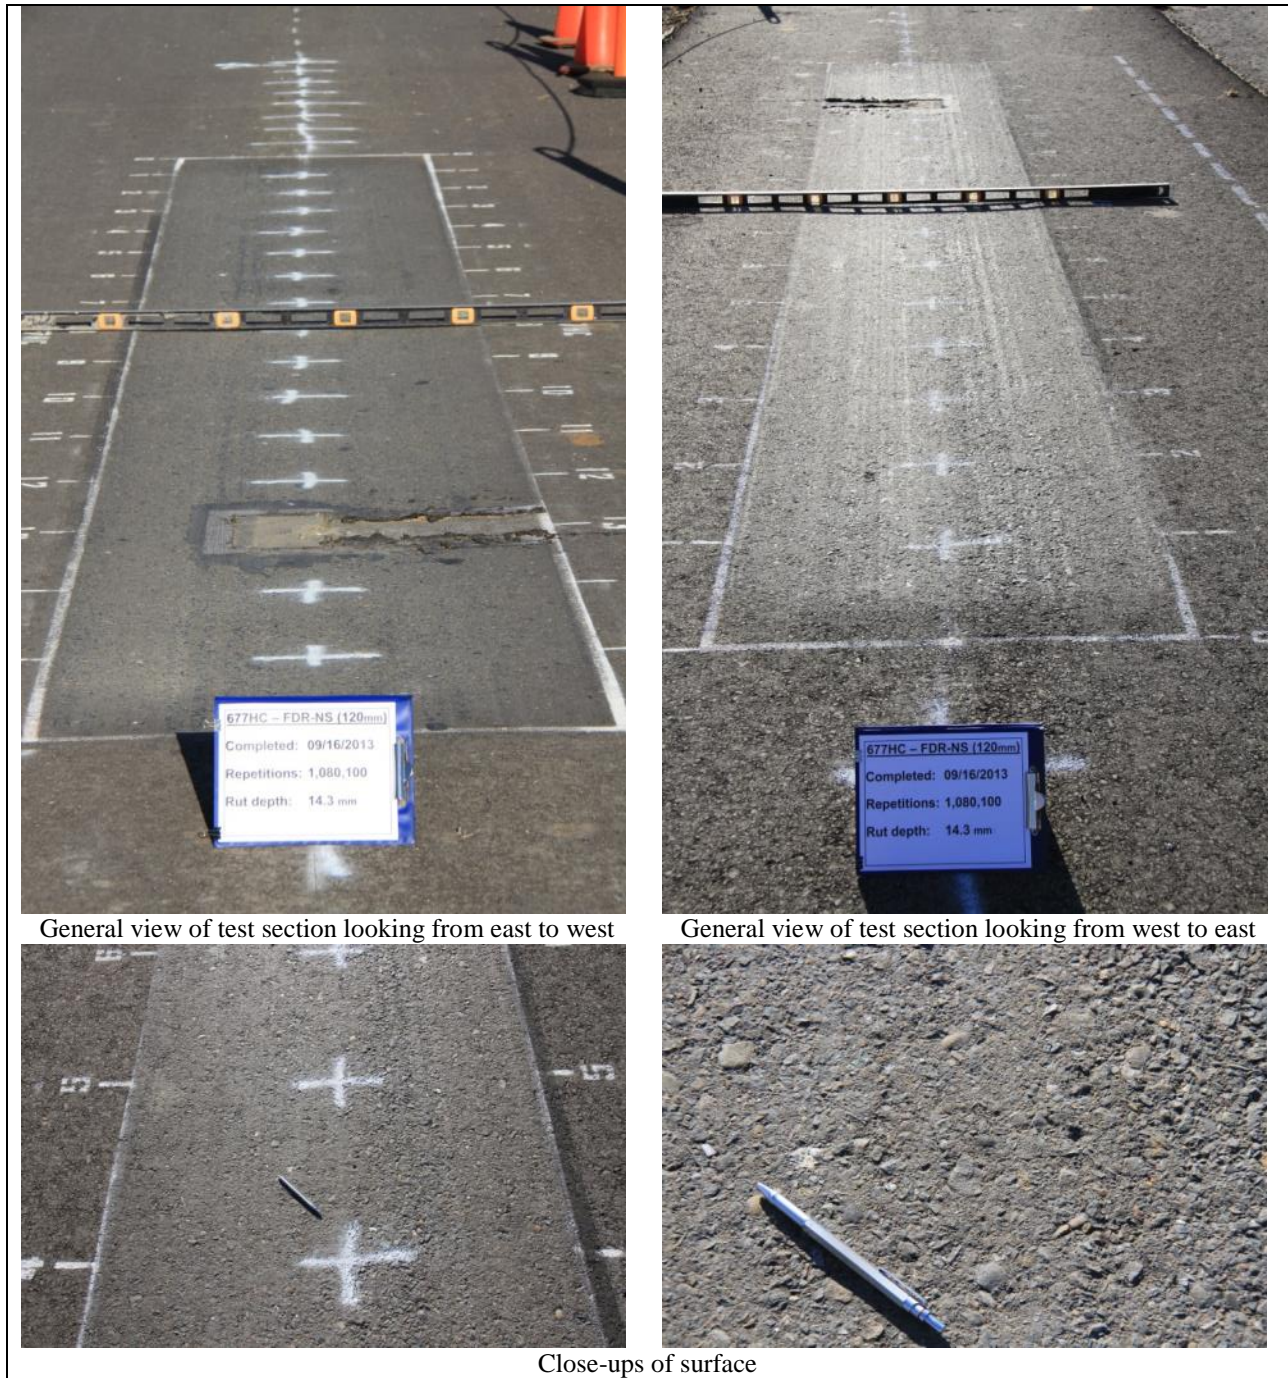 677HC – FDR-NS (120mm)
Completed: 09/16/2013
Repetitions: 1,080,100
Rut depth: 14.3 mm
677HC – FDR-NS (120mm)
Completed: 09/16/2013
Repetitions: 1,080,100
Rut depth: 14.3 mm
General view of test section looking from east to west
General view of test section looking from west to east
5 5
Close-ups of surface